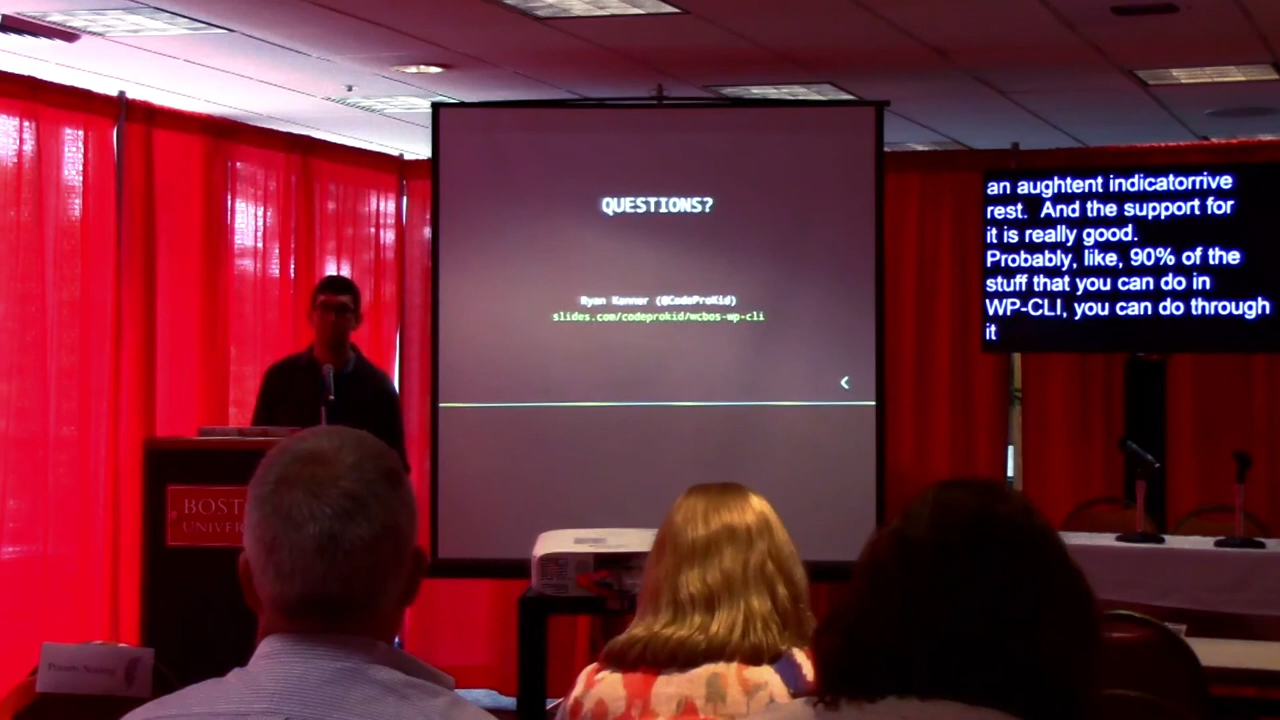 QUESTIONS?
Ryan Kanner (@CodeProKid)
slides.com/codeprokid/wcbos-wp-cli
<
an aughtent indicatorrive
rest.  And the support for
it is really good.
Probably, like, 90% of the
stuff that you can do in
WP-CLI, you can do through
it
BOST
UNIVER